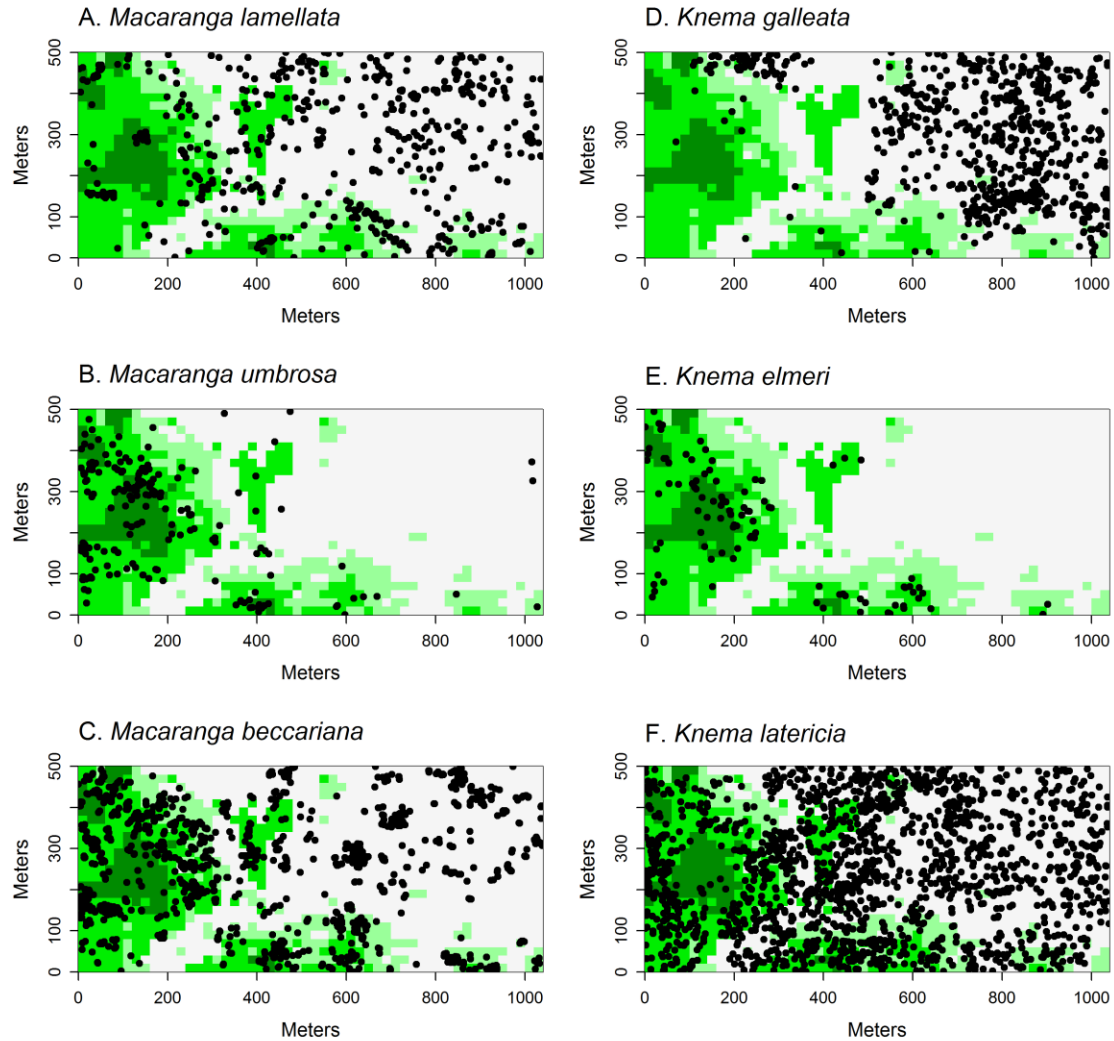 A. Macaranga lamellata
500
300
100
0
Meters
0 200 400 600 800 1000
Meters
D. Knema galleata
500
300
100
0
Meters
0 200 400 600 800 1000
Meters
B. Macaranga umbrosa
500
300
100
0
Meters
0 200 400 600 800 1000
Meters
E. Knema elmeri
500
300
100
0
Meters
0 200 400 600 800 1000
Meters
C. Macaranga beccariana
500
300
100
0
Meters
0 200 400 600 800 1000
Meters
F. Knema latericia
500
300
100
0
Meters
0 200 400 600 800 1000
Meters